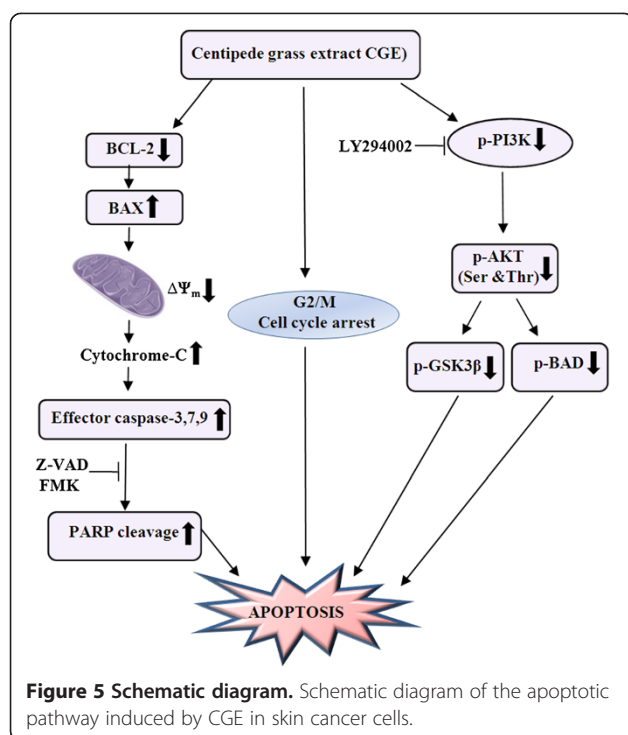 Centipede grass extract CGE)
BCL-2
BAX
ΔΨm
Cytochrome-C
Effector caspase-3,7,9
Z-VAD
FMK
PARP cleavage
G2/M
Cell cycle arrest
LY294002
p-PI3K
p-AKT
(Ser &Thr)
p-GSK3β
p-BAD
APOPTOSIS
Figure 5 Schematic diagram. Schematic diagram of the apoptotic
pathway induced by CGE in skin cancer cells.